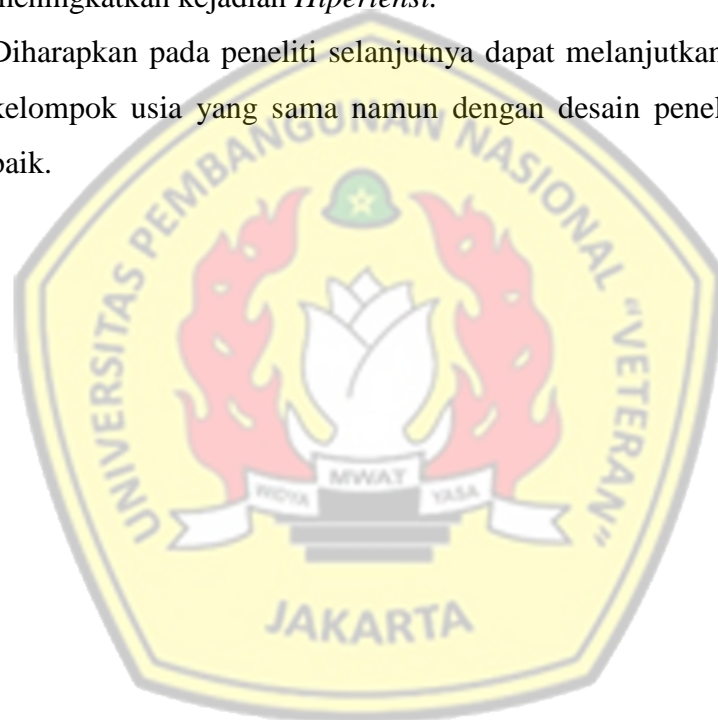 meningkatkan kejadian Hipertensi.
Diharapkan pada peneliti selanjutnya dapat melanjutkan
kelompok usia yang sama namun dengan desain penel
baik.
UNIVERSITAS PEMBANGUNAN NASIONAL "VETERAN"
WIDYA MWAT YASA
JAKARTA